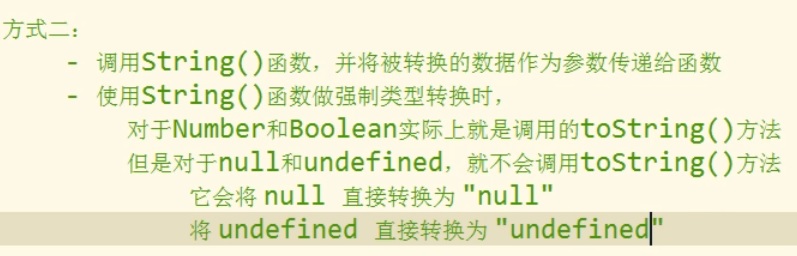 方式二：
- 调用String()函数，并将被转换的数据作为参数传递给函数
- 使用String()函数做强制类型转换时，
对于Number和Boolean实际上就是调用的toString()方法
但是对于null和undefined，就不会调用toString()方法
它会将 null 直接转换为 "null"
将 undefined 直接转换为 "undefined"